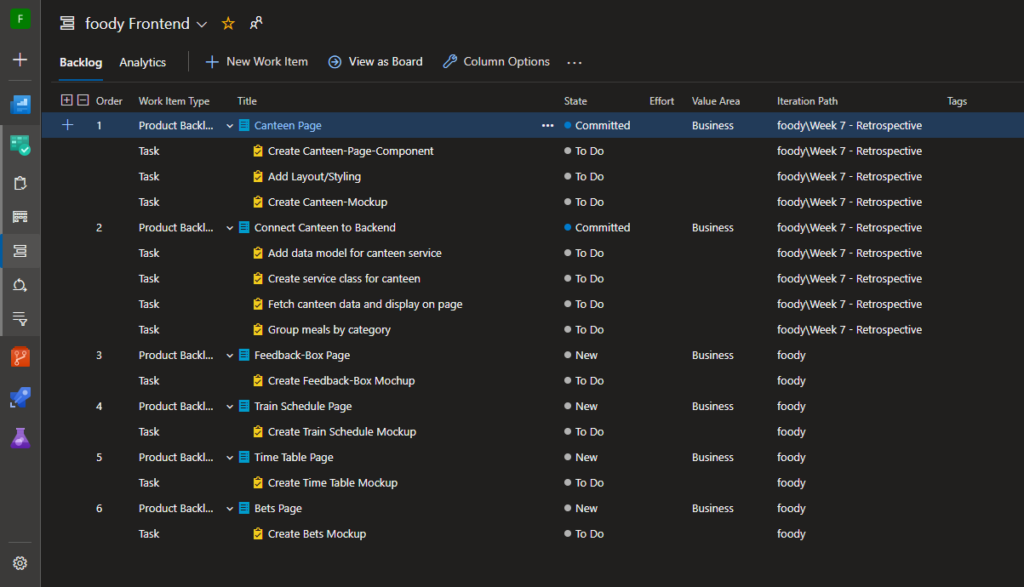 F
foody Frontend
Backlog Analytics New Work Item View as Board Column Options ...
Order Work Item Type Title State Effort Value Area Iteration Path Tags
1 Product Backl... Canteen Page ... Committed Business foody\Week 7 - Retrospective
Task Create Canteen-Page-Component To Do foody\Week 7 - Retrospective
Task Add Layout/Styling To Do foody\Week 7 - Retrospective
Task Create Canteen-Mockup To Do foody\Week 7 - Retrospective
2 Product Backl... Connect Canteen to Backend Committed Business foody\Week 7 - Retrospective
Task Add data model for canteen service To Do foody\Week 7 - Retrospective
Task Create service class for canteen To Do foody\Week 7 - Retrospective
Task Fetch canteen data and display on page To Do foody\Week 7 - Retrospective
Task Group meals by category To Do foody\Week 7 - Retrospective
3 Product Backl... Feedback-Box Page New Business foody
Task Create Feedback-Box Mochup To Do foody
4 Product Backl... Train Schedule Page New Business foody
Task Create Train Schedule Mockup To Do foody
5 Product Backl... Time Table Page New Business foody
Task Create Time Table Mockup To Do foody
6 Product Backl... Bets Page New Business foody
Task Create Bets Mockup To Do foody